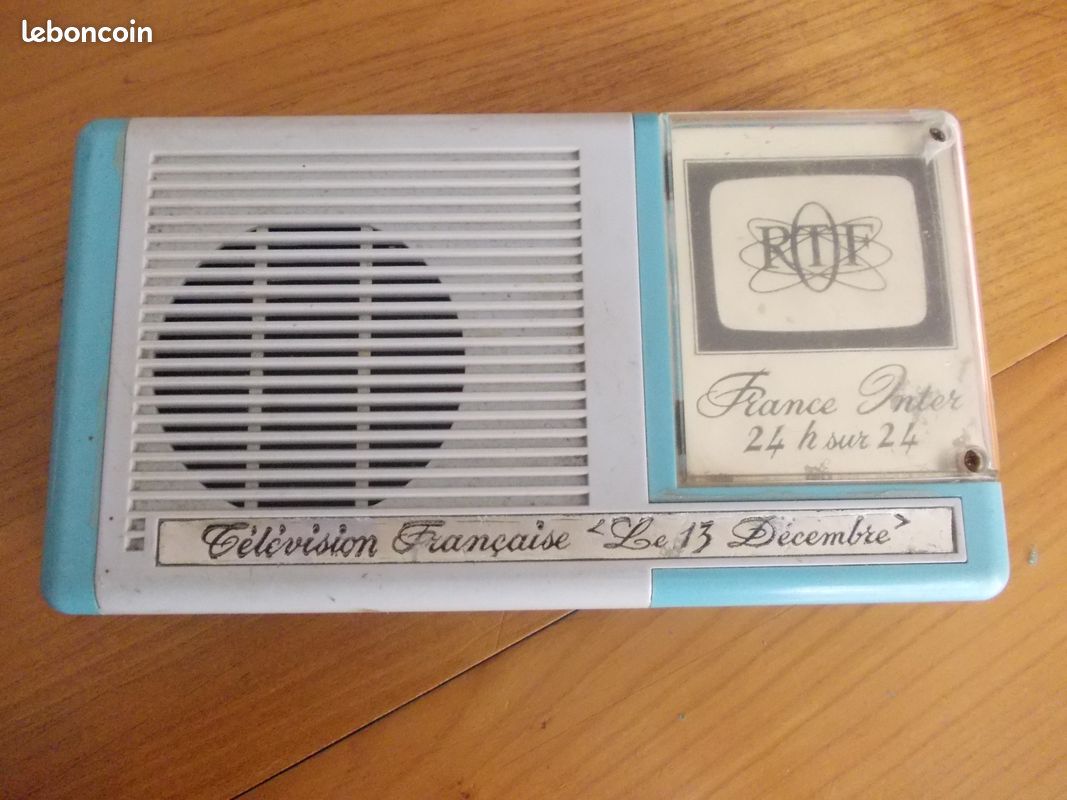 leboncoin
RTF
France Inter
24 h sur 24
Télévision Française "Le 13 Décembre"